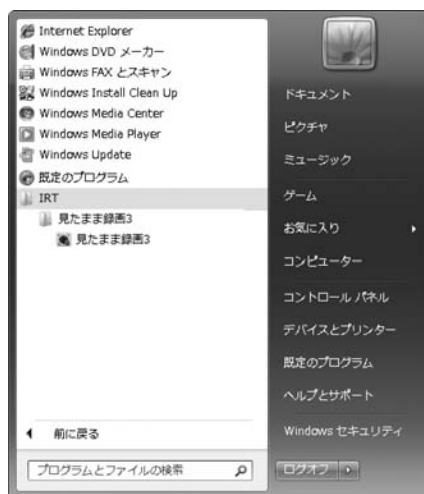 Internet Explorer
Windows DVD メーカー
Windows FAX とスキャン
Windows Install Clean Up
Windows Media Center
Windows Media Player
Windows Update
既定のプログラム
IRT
見たまま録画3
見たまま録画3
前に戻る
プログラムとファイルの検索
ドキュメント
ピクチャ
ミュージック
ゲーム
お気に入り
コンピューター
コントロール パネル
デバイスとプリンター
既定のプログラム
ヘルプとサポート
Windows セキュリティ
ログオフ